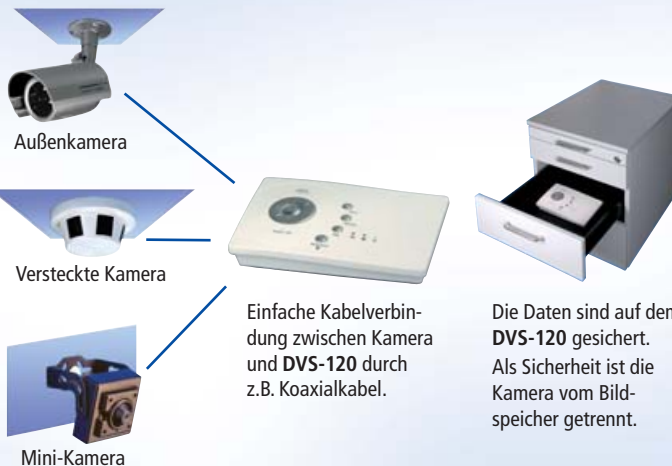 Außenkamera
Versteckte Kamera
Mini-Kamera
Einfache Kabelverbin-
dung zwischen Kamera
und DVS-120 durch
z.B. Koaxialkabel.
Die Daten sind auf dem
DVS-120 gesichert.
Als Sicherheit ist die
Kamera vom Bild-
speicher getrennt.